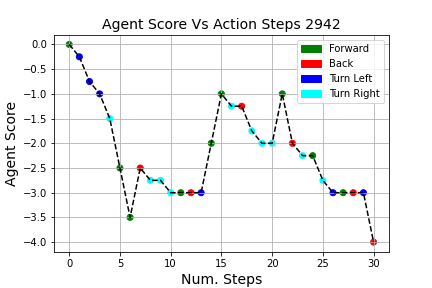 Agent Score Vs Action Steps 2942
Forward
Back
Turn Left
Turn Right
Agent Score
0.0
−0.5
−1.0
−1.5
−2.0
−2.5
−3.0
−3.5
−4.0
0 5 10 15 20 25 30
Num. Steps